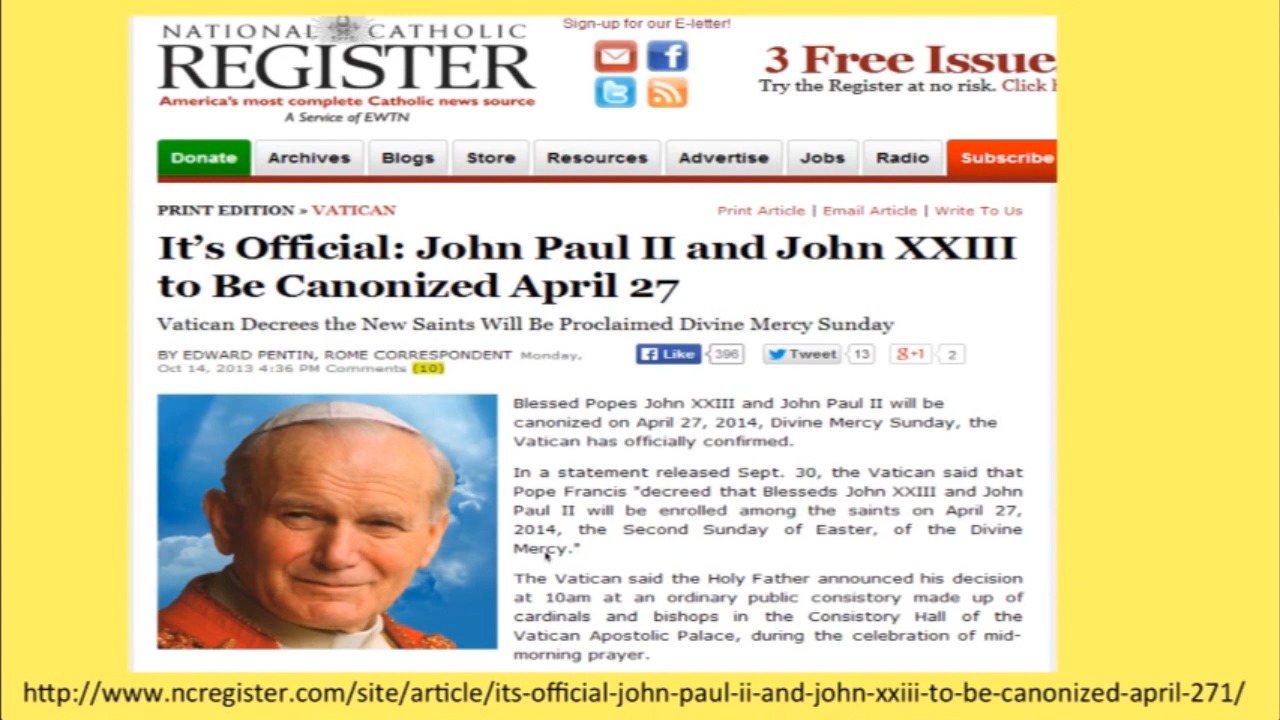 NATIONAL CATHOLIC
REGISTER
America's most complete Catholic news source
A Service of EWTN
Sign-up for our E-letter!
3 Free Issue
Try the Register at no risk. Click
Donate Archives Blogs Store Resources Advertise Jobs Radio Subscribe
PRINT EDITION » VATICAN
Print Article | Email Article | Write To Us
It's Official: John Paul II and John XXIII
to Be Canonized April 27
Vatican Decrees the New Saints Will Be Proclaimed Divine Mercy Sunday
BY EDWARD PENTIN, ROME CORRESPONDENT Monday,
Oct 14, 2013 4:36 PM Comments (10)
Like 396 Tweet 13 g+1 2
Blessed Popes John XXIII and John Paul II will be
canonized on April 27, 2014, Divine Mercy Sunday, the
Vatican has officially confirmed.
In a statement released Sept. 30, the Vatican said that
Pope Francis "decreed that Blesseds John XXIII and John
Paul II will be enrolled among the saints on April 27,
2014, the Second Sunday of Easter, of the Divine
Mercy."
The Vatican said the Holy Father announced his decision
at 10am at an ordinary public consistory made up of
cardinals and bishops in the Consistory Hall of the
Vatican Apostolic Palace, during the celebration of mid-
morning prayer.
http://www.ncregister.com/site/article/its-official-john-paul-ii-and-john-xxiii-to-be-canonized-april-271/